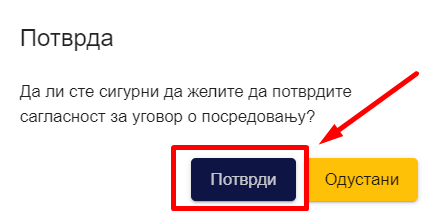 Потврда
Да ли сте сигурни да желите да потврдите
сагласност за уговор о посредовању?
Потврди Одустани